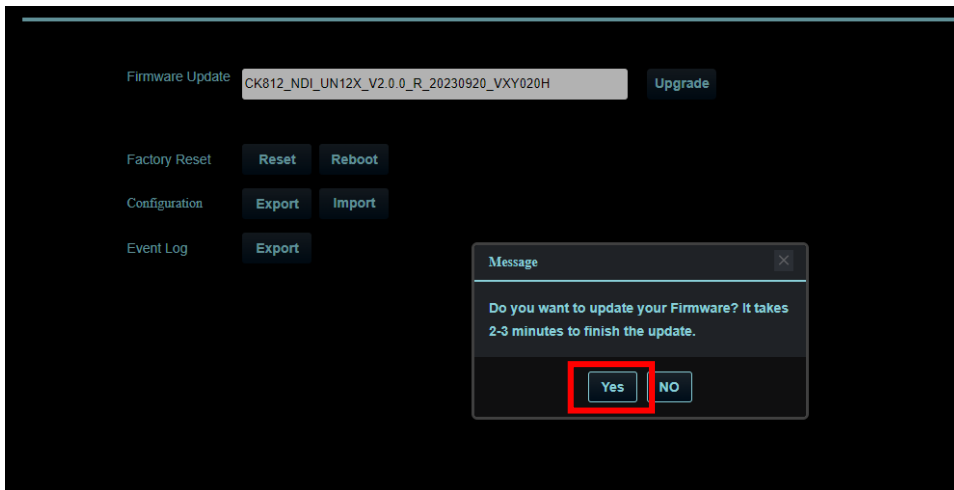 Firmware Update CK812_NDI_UN12X_V2.0.0_R_20230920_VXY020H Upgrade
Factory Reset Reset Reboot
Configuration Export Import
Event Log Export
Message
Do you want to update your Firmware? It takes
2-3 minutes to finish the update.
Yes NO